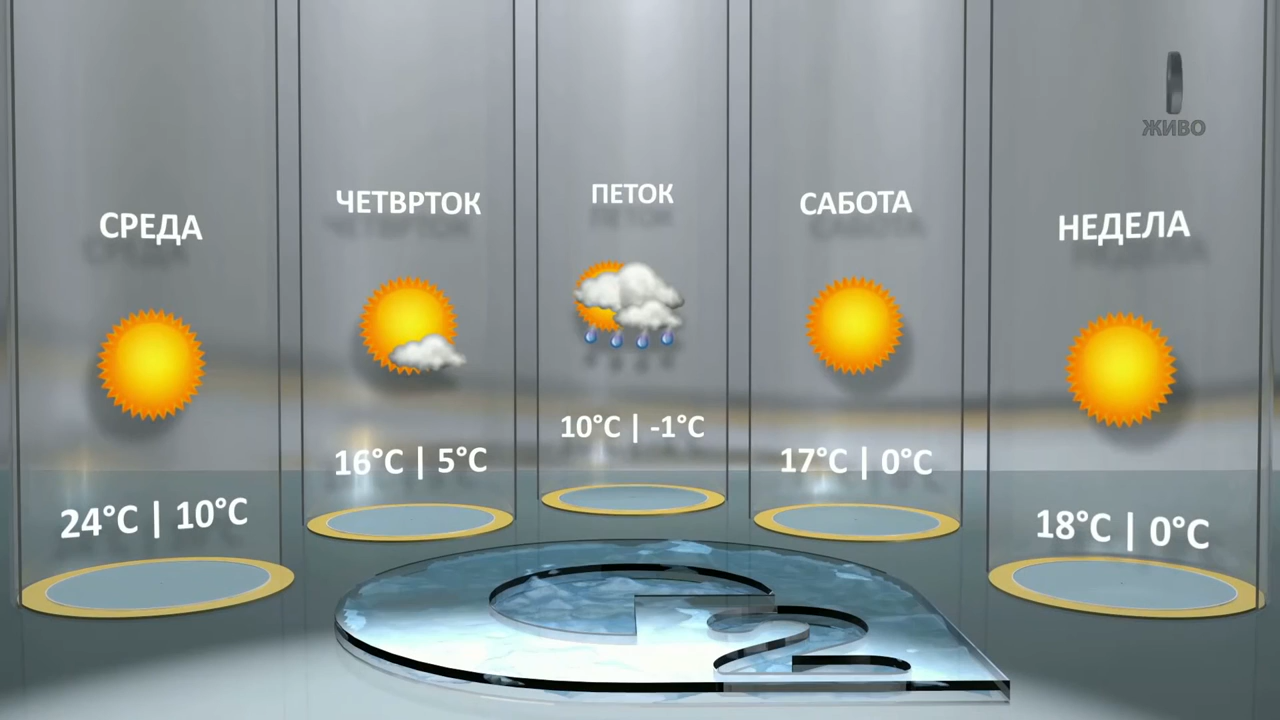 ЖИВО
СРЕДА
24°C | 10°C
ЧЕТВРТОК
16°C | 5°C
ПЕТОК
10°C | -1°C
САБОТА
17°C | 0°C
НЕДЕЛА
18°C | 0°C